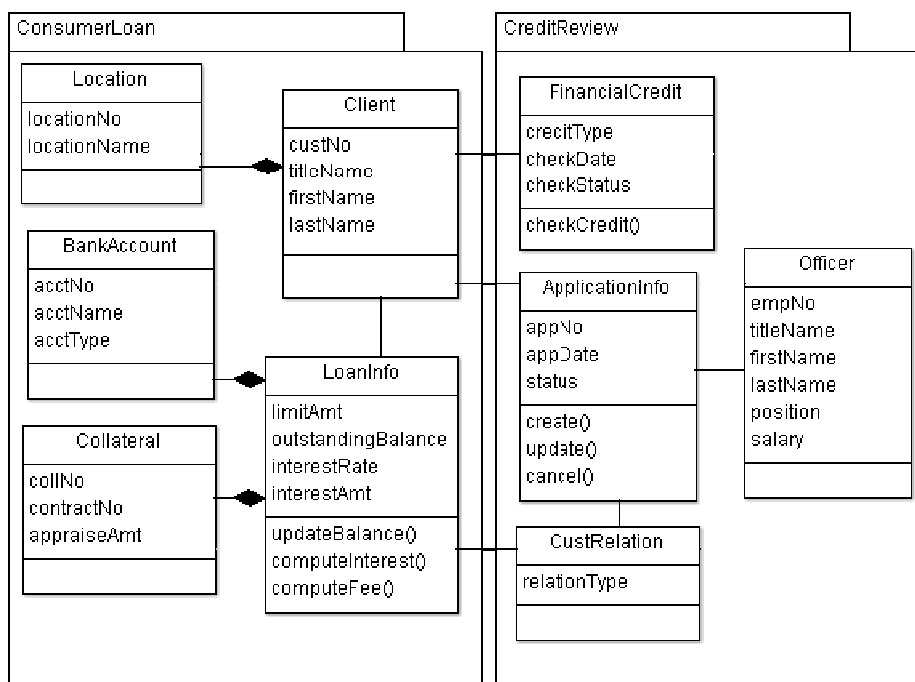 ConsumerLoan
Location
locationNo
locationName
Client
custNo
titleName
firstName
lastName
BankAccount
acctNo
acctName
acctType
LoanInfo
limitAmt
outstandingBalance
interestRate
interestAmt
updateBalance()
computeInterest()
computeFee()
Collateral
collNo
contractNo
appraiseAmt
CreditReview
FinancialCredit
creditType
checkDate
checkStatus
checkCredit()
ApplicationInfo
appNo
appDate
status
create()
update()
cancel()
Officer
empNo
titleName
firstName
lastName
position
salary
CustRelation
relationType